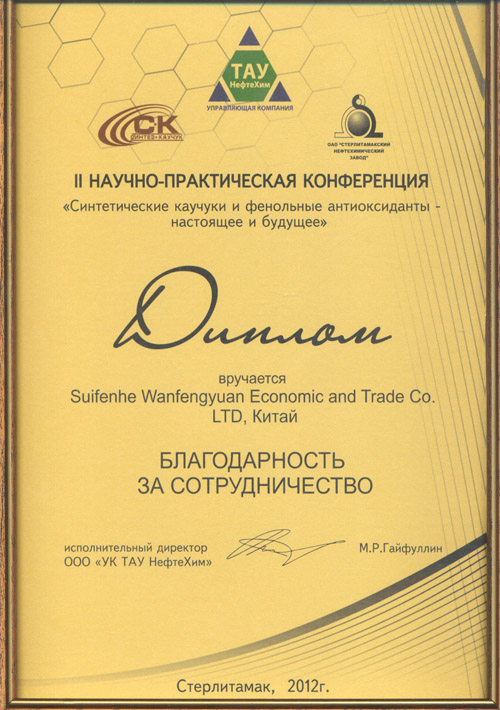 ТАУ
НефтеХим
УПРАВЛЯЮЩАЯ КОМПАНИЯ
СК
СИНТЕЗ-КАУЧУК
ОАО "СТЕРЛИТАМАКСКИЙ
НЕФТЕХИМИЧЕСКИЙ
ЗАВОД"
II НАУЧНО-ПРАКТИЧЕСКАЯ КОНФЕРЕНЦИЯ
«Синтетические каучуки и фенольные антиоксиданты -
настоящее и будущее»
Диплом
вручается
Suifenhe Wanfengyuan Economic and Trade Co.
LTD, Китай
БЛАГОДАРНОСТЬ
ЗА СОТРУДНИЧЕСТВО
исполнительный директор
ООО «УК ТАУ НефтеХим»
М.Р.Гайфуллин
Стерлитамак, 2012г.